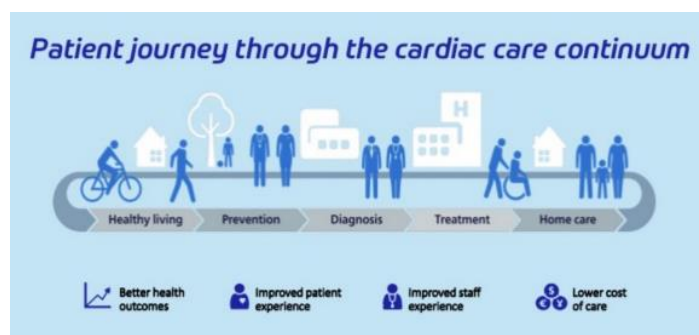 Patient journey through the cardiac care continuum
H
Healthy living
Prevention
Diagnosis
Treatment
Home care
Better health
outcomes
Improved patient
experience
Improved staff
experience
$
€ ¥
Lower cost
of care